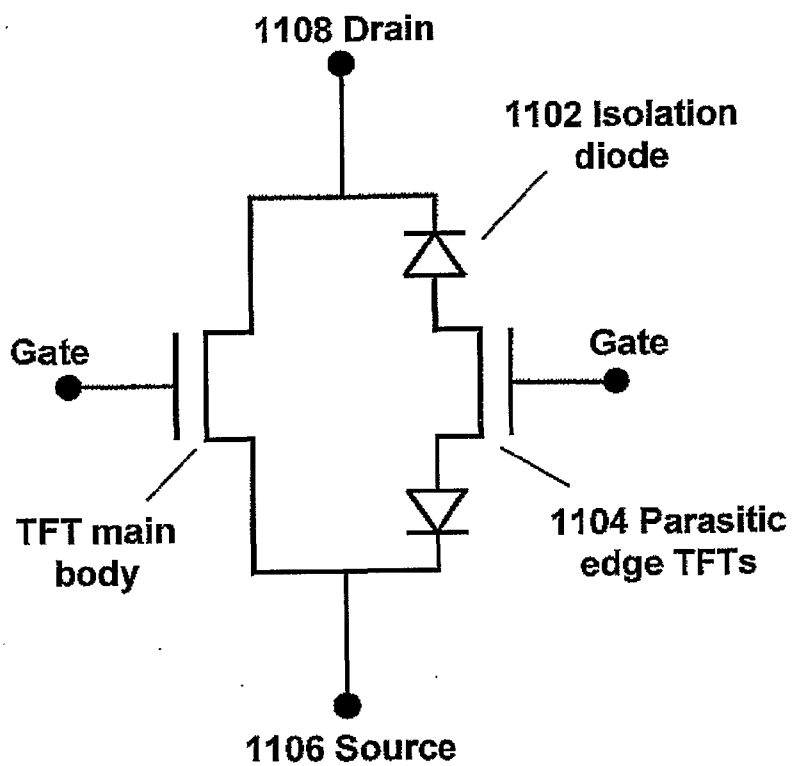 1108 Drain
1102 Isolation
diode
Gate
Gate
TFT main
body
1104 Parasitic
edge TFTs
1106 Source